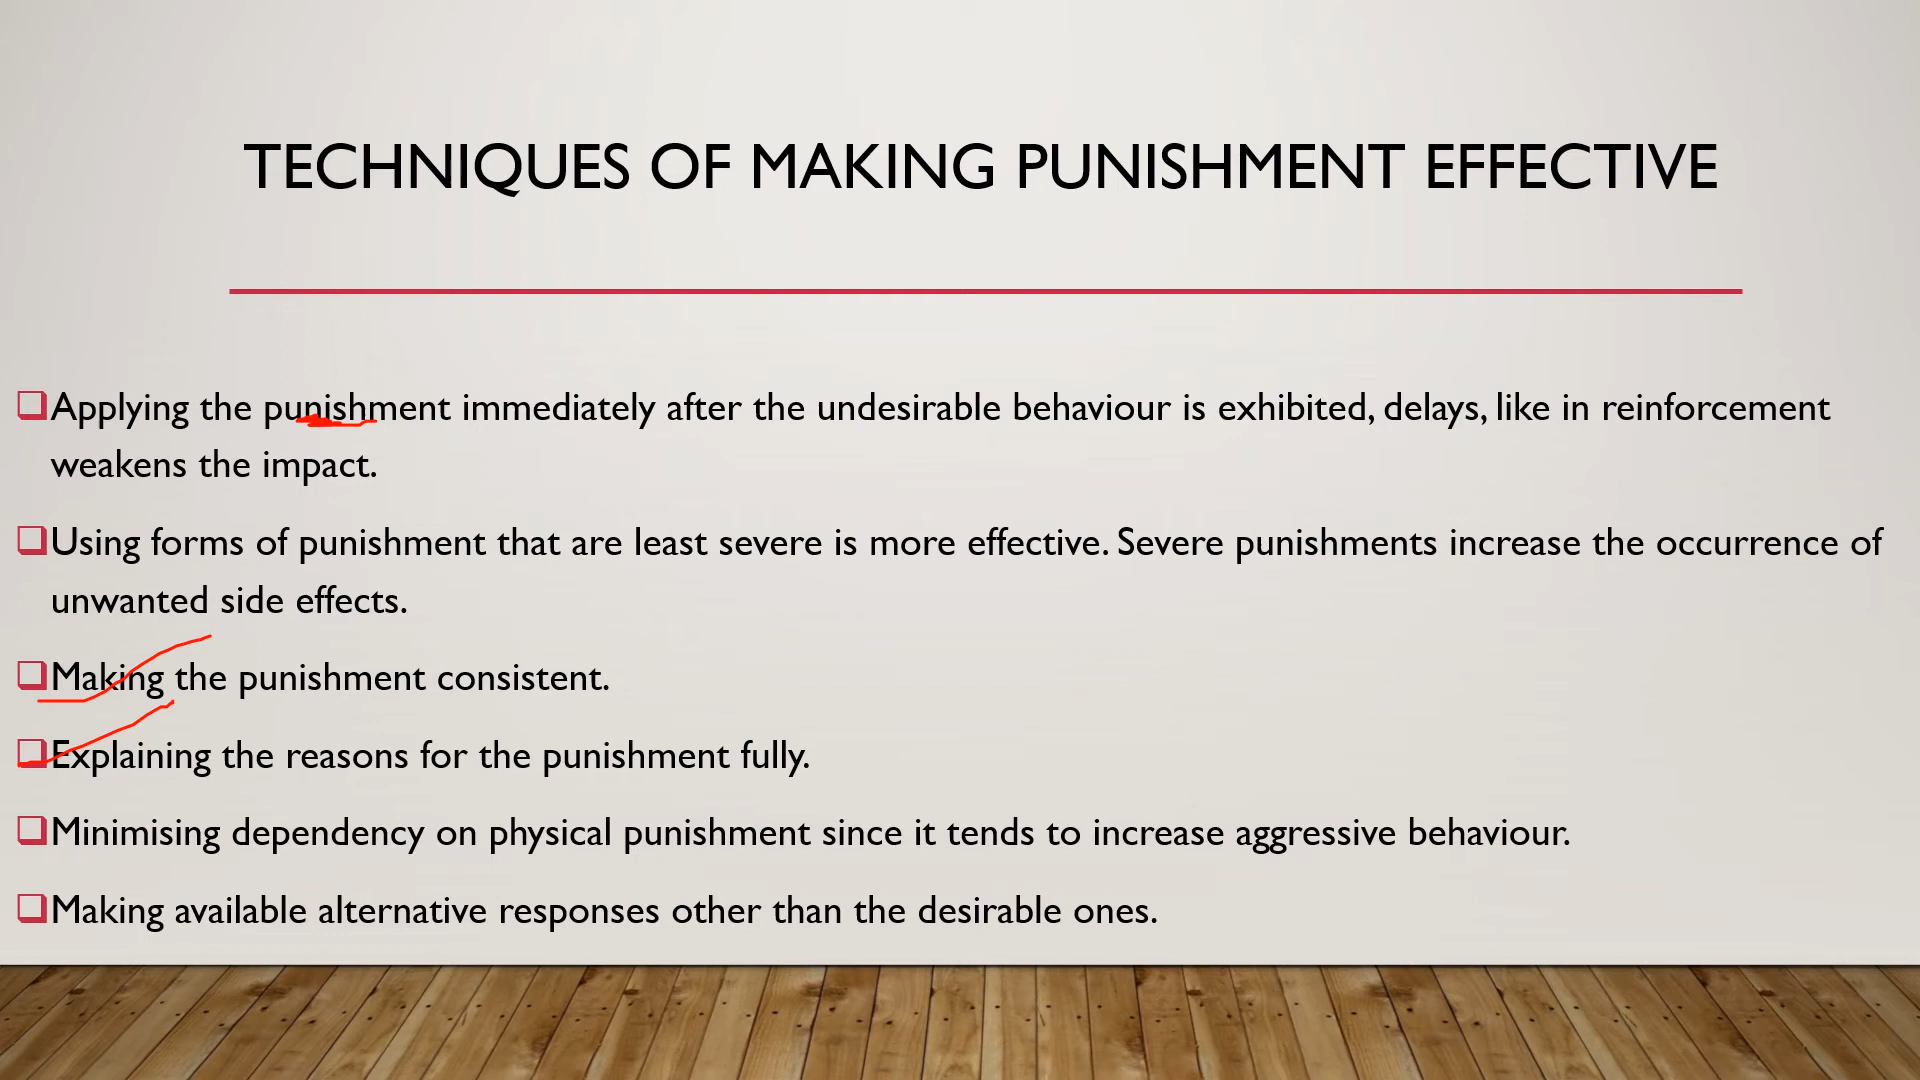 TECHNIQUES OF MAKING PUNISHMENT EFFECTIVE
Applying the punishment immediately after the undesirable behaviour is exhibited, delays, like in reinforcement
weakens the impact.
Using forms of punishment that are least severe is more effective. Severe punishments increase the occurrence of
unwanted side effects.
Making the punishment consistent.
Explaining the reasons for the punishment fully.
Minimising dependency on physical punishment since it tends to increase aggressive behaviour.
Making available alternative responses other than the desirable ones.